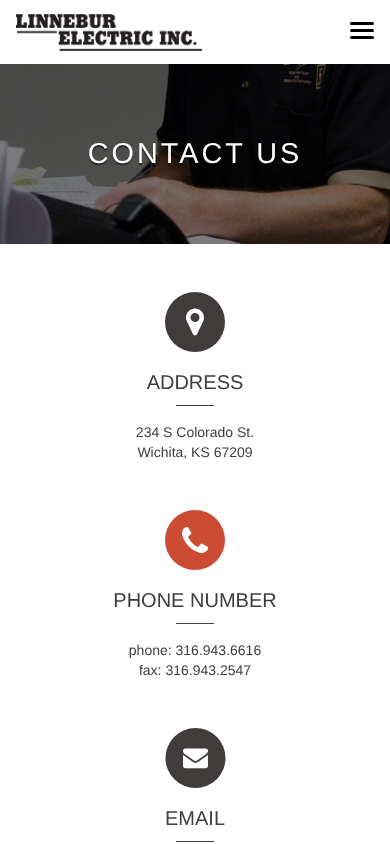 LINNEBUR
ELECTRIC INC.
CONTACT US
ADDRESS
234 S Colorado St.
Wichita, KS 67209
PHONE NUMBER
phone: 316.943.6616
fax: 316.943.2547
EMAIL